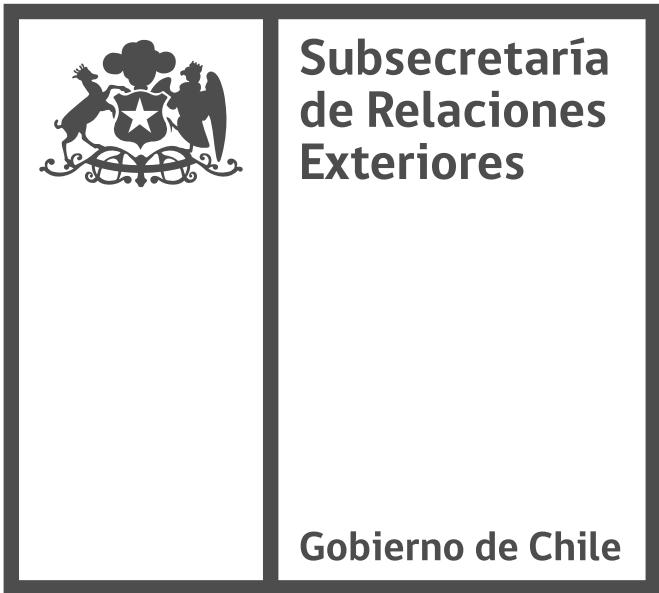 Subsecretaría
de Relaciones
Exteriores
Gobierno de Chile